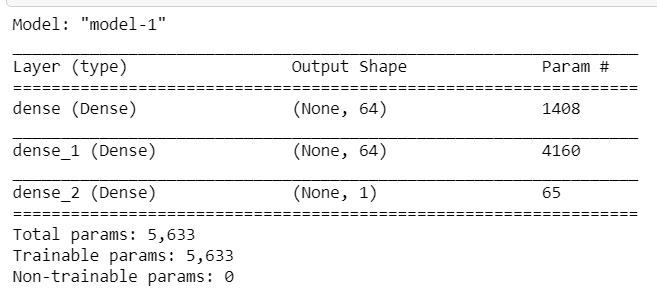 Model: "model-1"
_________________________________________________________________
Layer (type)                 Output Shape              Param #
=================================================================
dense (Dense)                (None, 64)                1408
_________________________________________________________________
dense_1 (Dense)              (None, 64)                4160
_________________________________________________________________
dense_2 (Dense)              (None, 1)                 65
=================================================================
Total params: 5,633
Trainable params: 5,633
Non-trainable params: 0